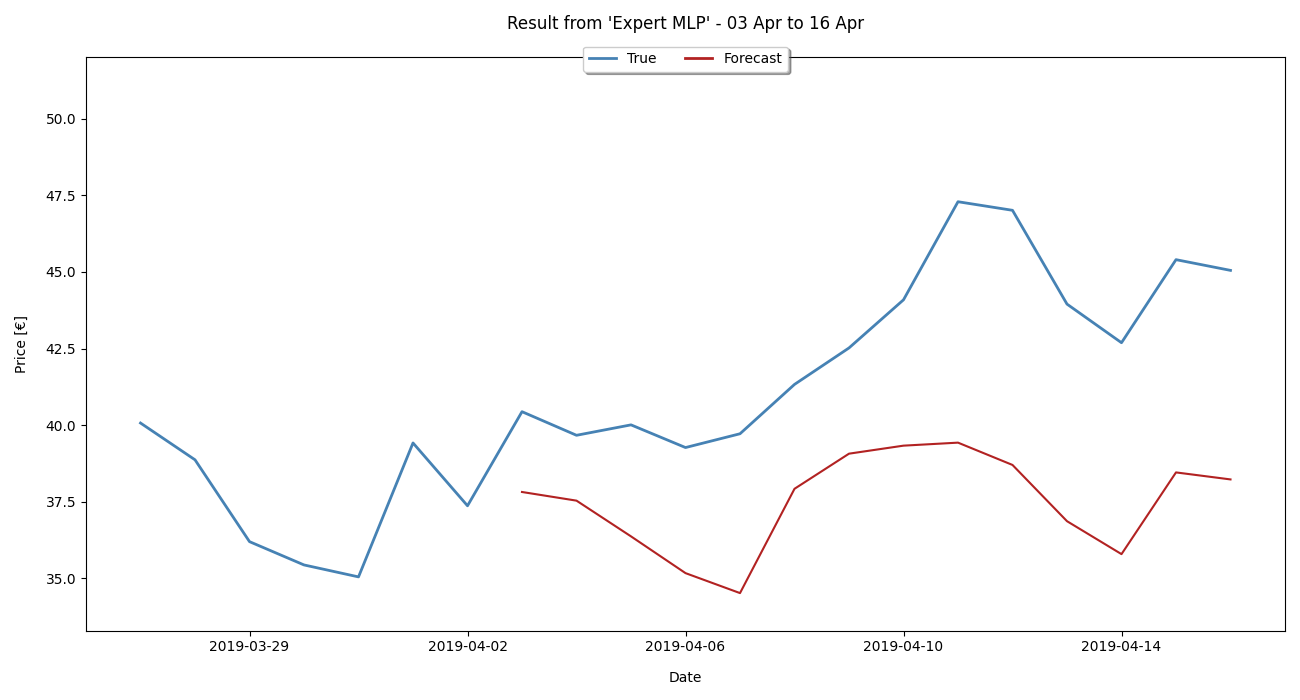 Result from 'Expert MLP' - 03 Apr to 16 Apr
True Forecast
50.0
47.5
45.0
42.5
40.0
37.5
35.0
Price [€]
2019-03-29 2019-04-02 2019-04-06 2019-04-10 2019-04-14
Date